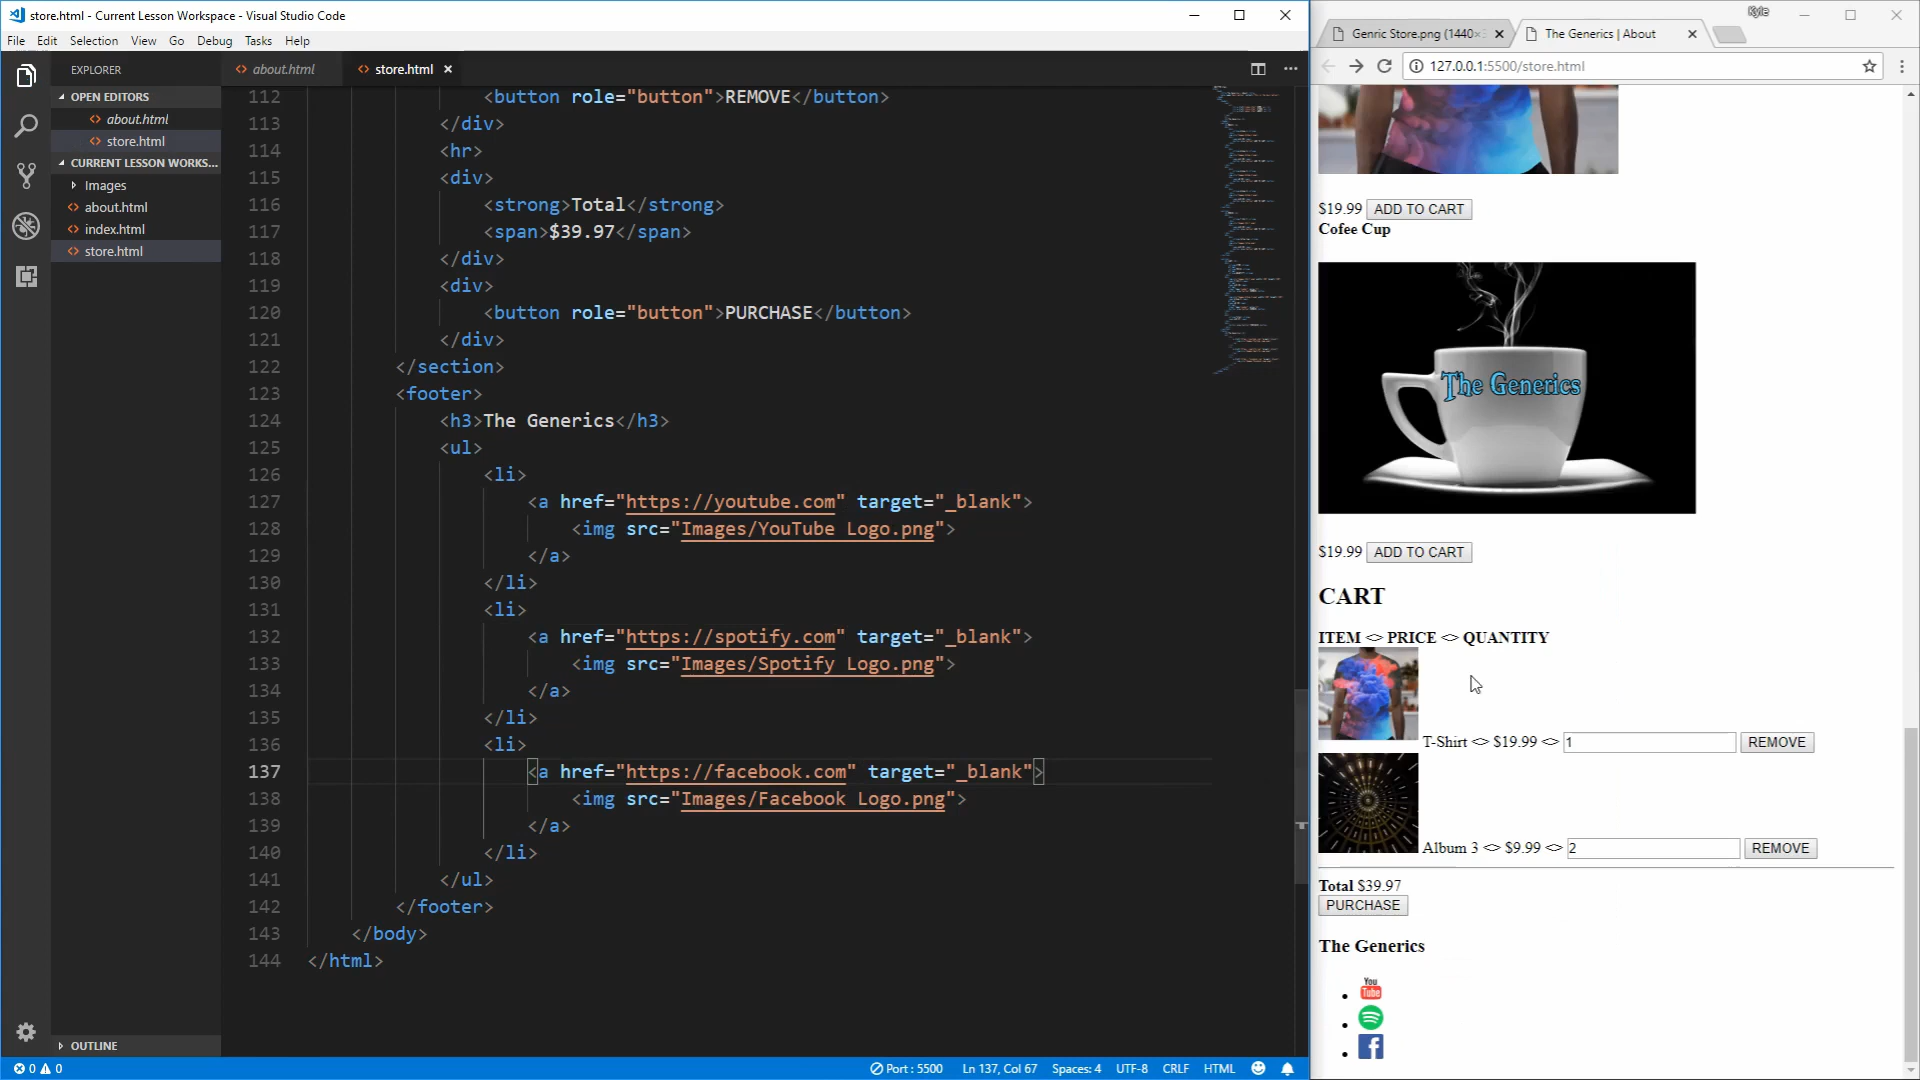 store.html - Current Lesson Workspace - Visual Studio Code
File Edit Selection View Go Debug Tasks Help
EXPLORER
OPEN EDITORS
about.html
store.html
CURRENT LESSON WORKS...
Images
about.html
index.html
store.html
OUTLINE
about.html store.html
112 <button role="button">REMOVE</button>
113 </div>
114 <hr>
115 <div>
116 <strong>Total</strong>
117 <span>$39.97</span>
118 </div>
119 <div>
120 <button role="button">PURCHASE</button>
121 </div>
122 </section>
123 <footer>
124 <h3>The Generics</h3>
125 <ul>
126 <li>
127 <a href="https://youtube.com" target="_blank">
128 <img src="Images/YouTube Logo.png">
129 </a>
130 </li>
131 <li>
132 <a href="https://spotify.com" target="_blank">
133 <img src="Images/Spotify Logo.png">
134 </a>
135 </li>
136 <li>
137 <a href="https://facebook.com" target="_blank">
138 <img src="Images/Facebook Logo.png">
139 </a>
140 </li>
141 </ul>
142 </footer>
143 </body>
144 </html>
0 0 Port : 5500 Ln 137, Col 67 Spaces: 4 UTF-8 CRLF HTML
Kyle
Genric Store.png (1440× The Generics | About
127.0.0.1:5500/store.html
$19.99 ADD TO CART
Cofee Cup
The Generics
$19.99 ADD TO CART
CART
ITEM <> PRICE <> QUANTITY
T-Shirt <> $19.99 <> 1 REMOVE
Album 3 <> $9.99 <> 2 REMOVE
Total $39.97
PURCHASE
The Generics
You
Tube